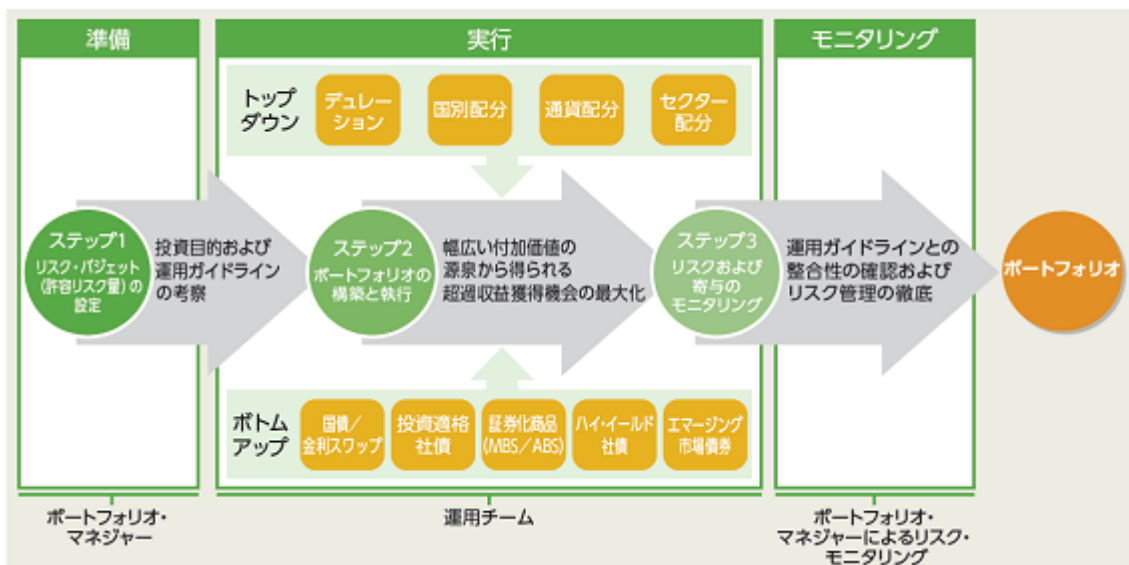 準備
実行
モニタリング
トップ
ダウン
デュレー
ション
国別配分
通貨配分
セクター
配分
ステップ1
リスク・バジェット
(許容リスク量)の
設定
投資目的および
運用ガイドライン
の考察
ステップ2
ポートフォリオの
構築と執行
幅広い付加価値の
源泉から得られる
超過収益獲得機会の最大化
ステップ3
リスクおよび
寄与の
モニタリング
運用ガイドラインとの
整合性の確認および
リスク管理の徹底
ポートフォリオ
ボトム
アップ
国債／
金利スワップ
投資適格
社債
証券化商品
(MBS／ABS)
ハイ・イールド
社債
エマージング
市場債券
ポートフォリオ・
マネジャー
運用チーム
ポートフォリオ・
マネジャーによるリスク・
モニタリング